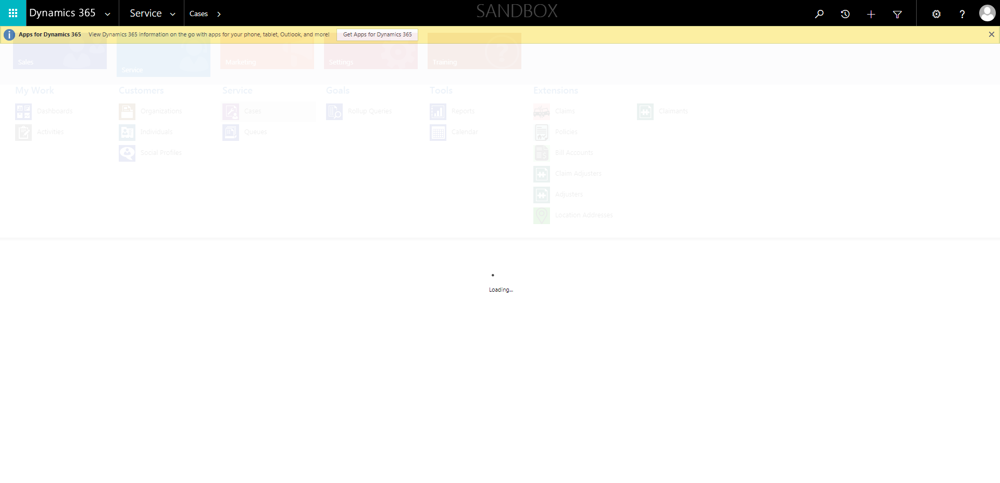 Dynamics 365
Service
Cases
SANDBOX
?
Apps for Dynamics 365 View Dynamics 365 information on the go with apps for your phone, tablet, Outlook, and more! Get Apps for Dynamics 365
Sales
Service
Marketing
Settings
Training
My Work
Dashboards
Activities
Customers
Organizations
Individuals
Social Profiles
Service
Cases
Queues
Goals
Rollup Queries
Tools
Reports
Calendar
Extensions
Claims
Policies
Bill Accounts
Claim Adjusters
Adjusters
Location Addresses
Claimants
Loading...